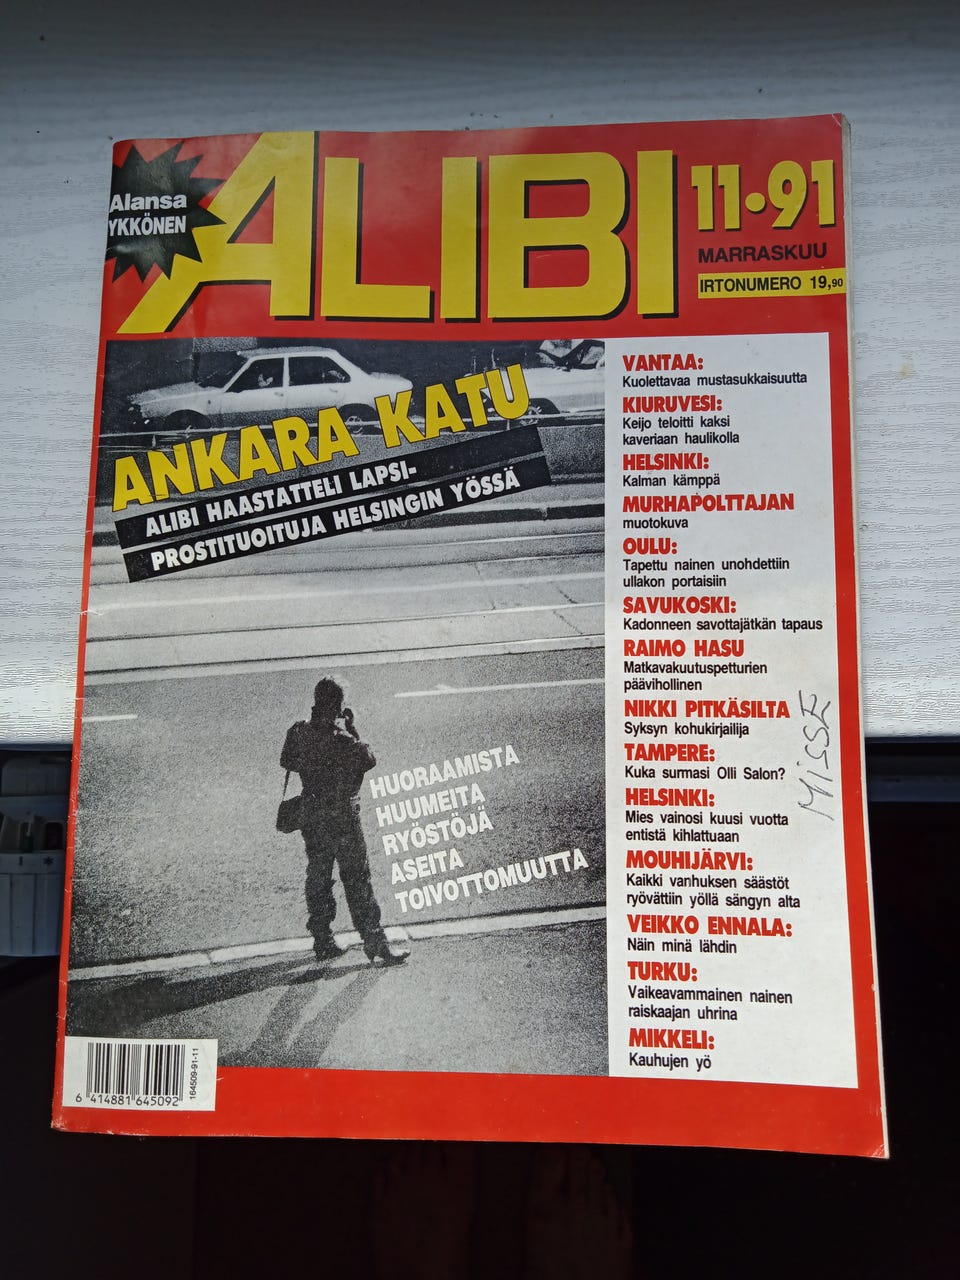 Alansa
YKKÖNEN
ALIBI
11•91
MARRASKUU
IRTONUMERO 19,90
ANKARA KATU
ALIBI HAASTATTELI LAPSI-
PROSTITUOITUJA HELSINGIN YÖSSÄ
HUORAAMISTA
HUUMEITA
RYÖSTÖJÄ
ASEITA
TOIVOTTOMUUTTA
VANTAA:
Kuolettavaa mustasukkaisuutta
KIURUVESI:
Keijo teloitti kaksi
kaveriaan haulikolla
HELSINKI:
Kalman kämppä
MURHAPOLTTAJAN
muotokuva
OULU:
Tapettu nainen unohdettiin
ullakon portaisiin
SAVUKOSKI:
Kadonneen savottajätkän tapaus
RAIMO HASU
Matkavakuutuspetturien
päävihollinen
NIKKI PITKÄSILTA
Syksyn kohukirjailija
TAMPERE:
Kuka surmasi Olli Salon?
HELSINKI:
Mies vainosi kuusi vuotta
entistä kihlattuaan
MOUHIJÄRVI:
Kaikki vanhuksen säästöt
ryövättiin yöllä sängyn alta
VEIKKO ENNALA:
Näin minä lähdin
TURKU:
Vaikeavammainen nainen
raiskaajan uhrina
MIKKELI:
Kauhujen yö
MISSE
6 414881 645092
164509-91-11